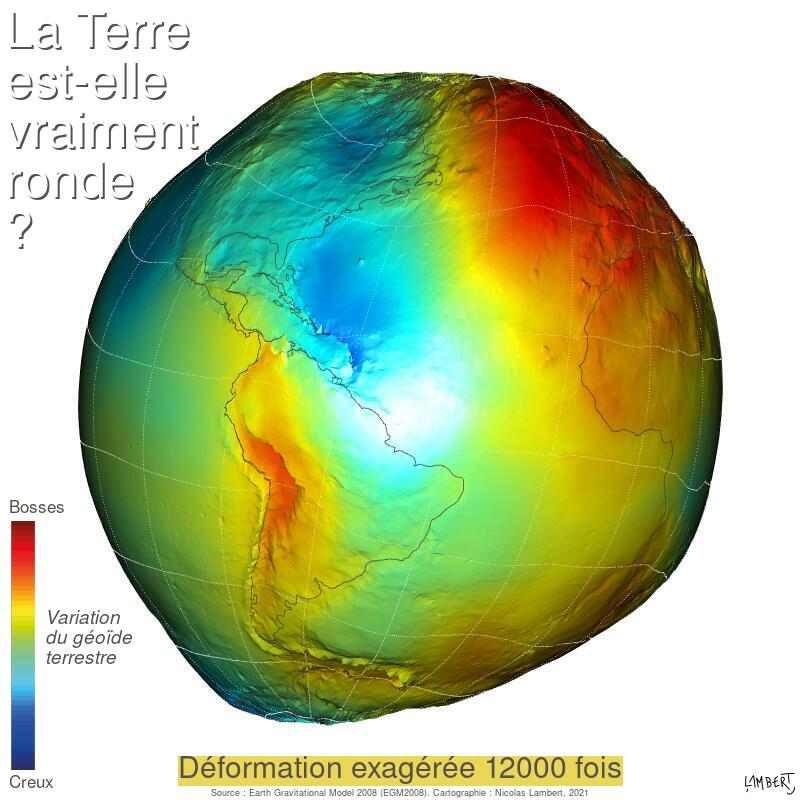 La Terre
est-elle
vraiment
ronde
?
Bosses
Variation
du géoïde
terrestre
Creux
Déformation exagérée 12000 fois
Source : Earth Gravitational Model 2008 (EGM2008). Cartographie : Nicolas Lambert, 2021
LAMBERT